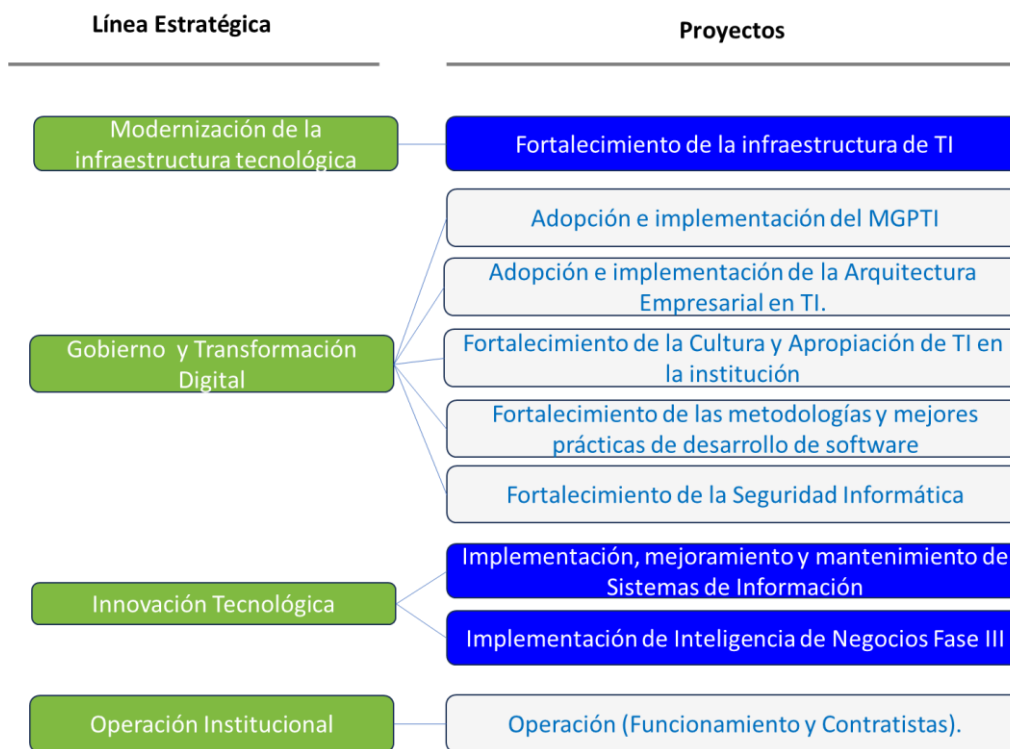 Línea Estratégica
Proyectos
Modernización de la
infraestructura tecnológica
Fortalecimiento de la infraestructura de TI
Adopción e implementación del MGPTI
Adopción e implementación de la Arquitectura
Empresarial en TI.
Gobierno y Transformación
Digital
Fortalecimiento de la Cultura y Apropiación de TI en
la institución
Fortalecimiento de las metodologías y mejores
prácticas de desarrollo de software
Fortalecimiento de la Seguridad Informática
Innovación Tecnológica
Implementación, mejoramiento y mantenimiento de
Sistemas de Información
Implementación de Inteligencia de Negocios Fase III
Operación Institucional
Operación (Funcionamiento y Contratistas).